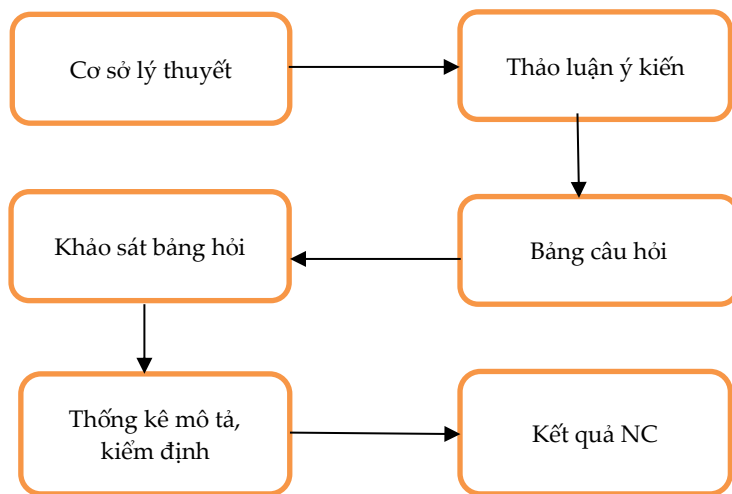 Cơ sở lý thuyết
Thảo luận ý kiến
Khảo sát bảng hỏi
Bảng câu hỏi
Thống kê mô tả,
kiểm định
Kết quả NC